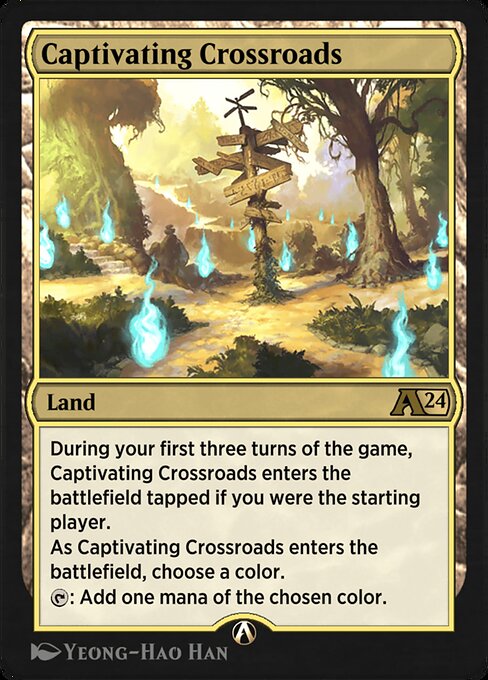 Captivating Crossroads
Land
A24
During your first three turns of the game,
Captivating Crossroads enters the
battlefield tapped if you were the starting
player.
As Captivating Crossroads enters the
battlefield, choose a color.
: Add one mana of the chosen color.
Yeong-Hao Han